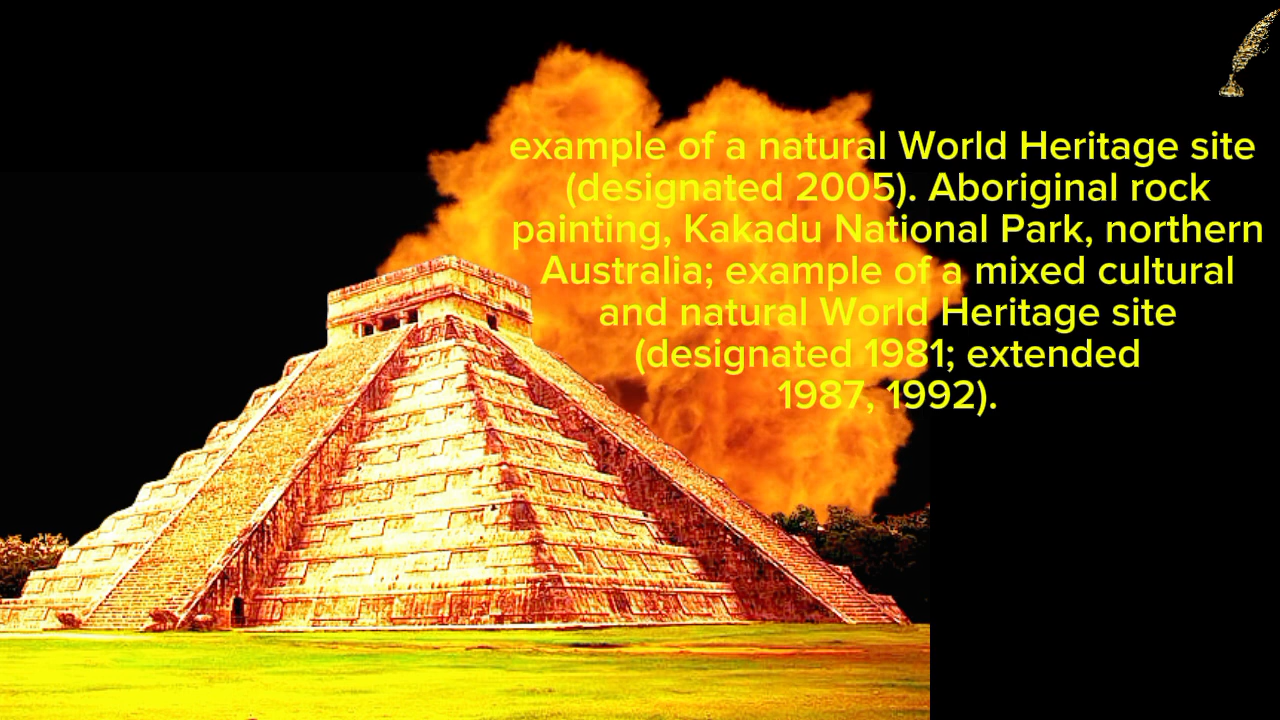 example of a natural World Heritage site
(designated 2005). Aboriginal rock
painting, Kakadu National Park, northern
Australia; example of a mixed cultural
and natural World Heritage site
(designated 1981; extended
1987, 1992).